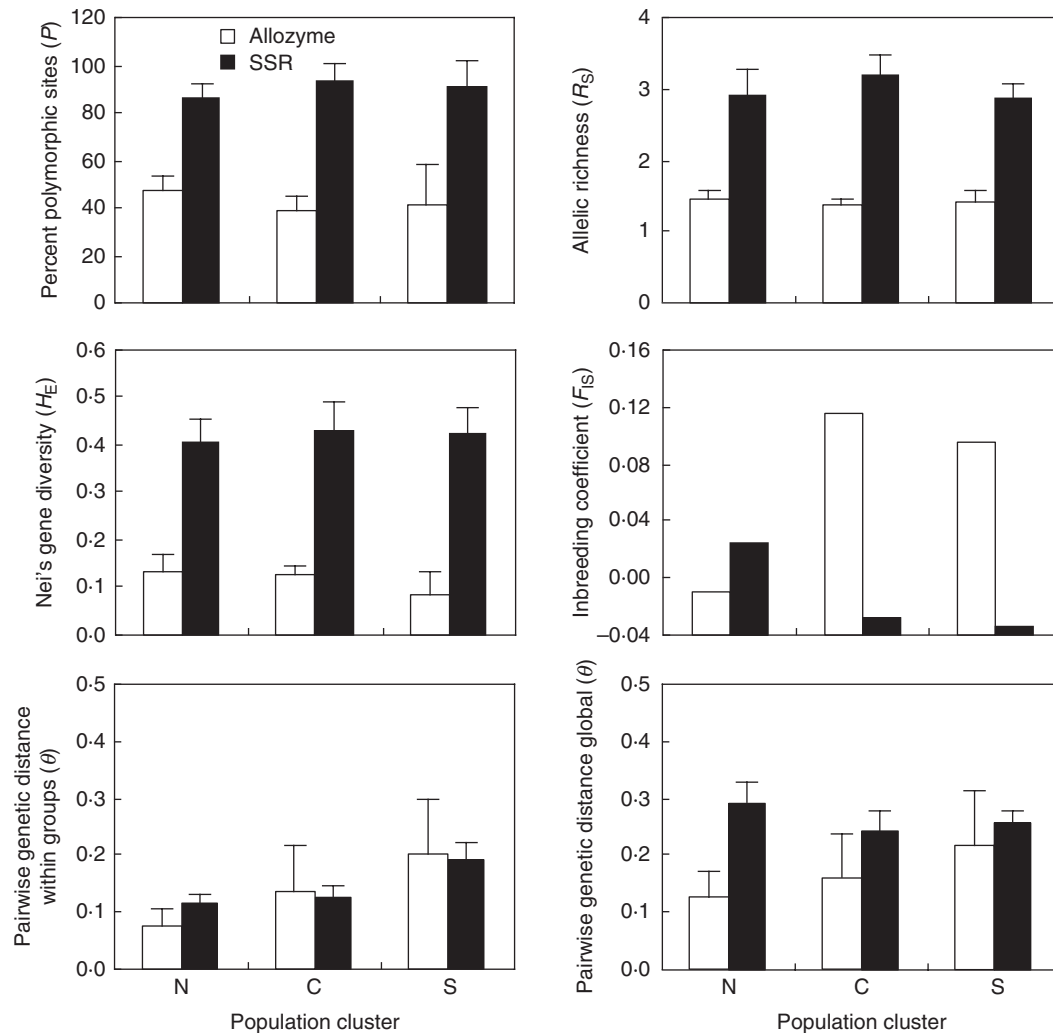 Percent polymorphic sites (P)
120
100
80
60
40
20
0
Allozyme
SSR
Allelic richness (RS)
4
3
2
1
0
Nei's gene diversity (HE)
0·6
0·5
0·4
0·3
0·2
0·1
0·0
Inbreeding coefficient (FIS)
0·16
0·12
0·08
0·04
0·00
−0·04
Pairwise genetic distance
within groups (θ)
0·5
0·4
0·3
0·2
0·1
0·0
N C S
Population cluster
Pairwise genetic distance global (θ)
0·5
0·4
0·3
0·2
0·1
0·0
N C S
Population cluster